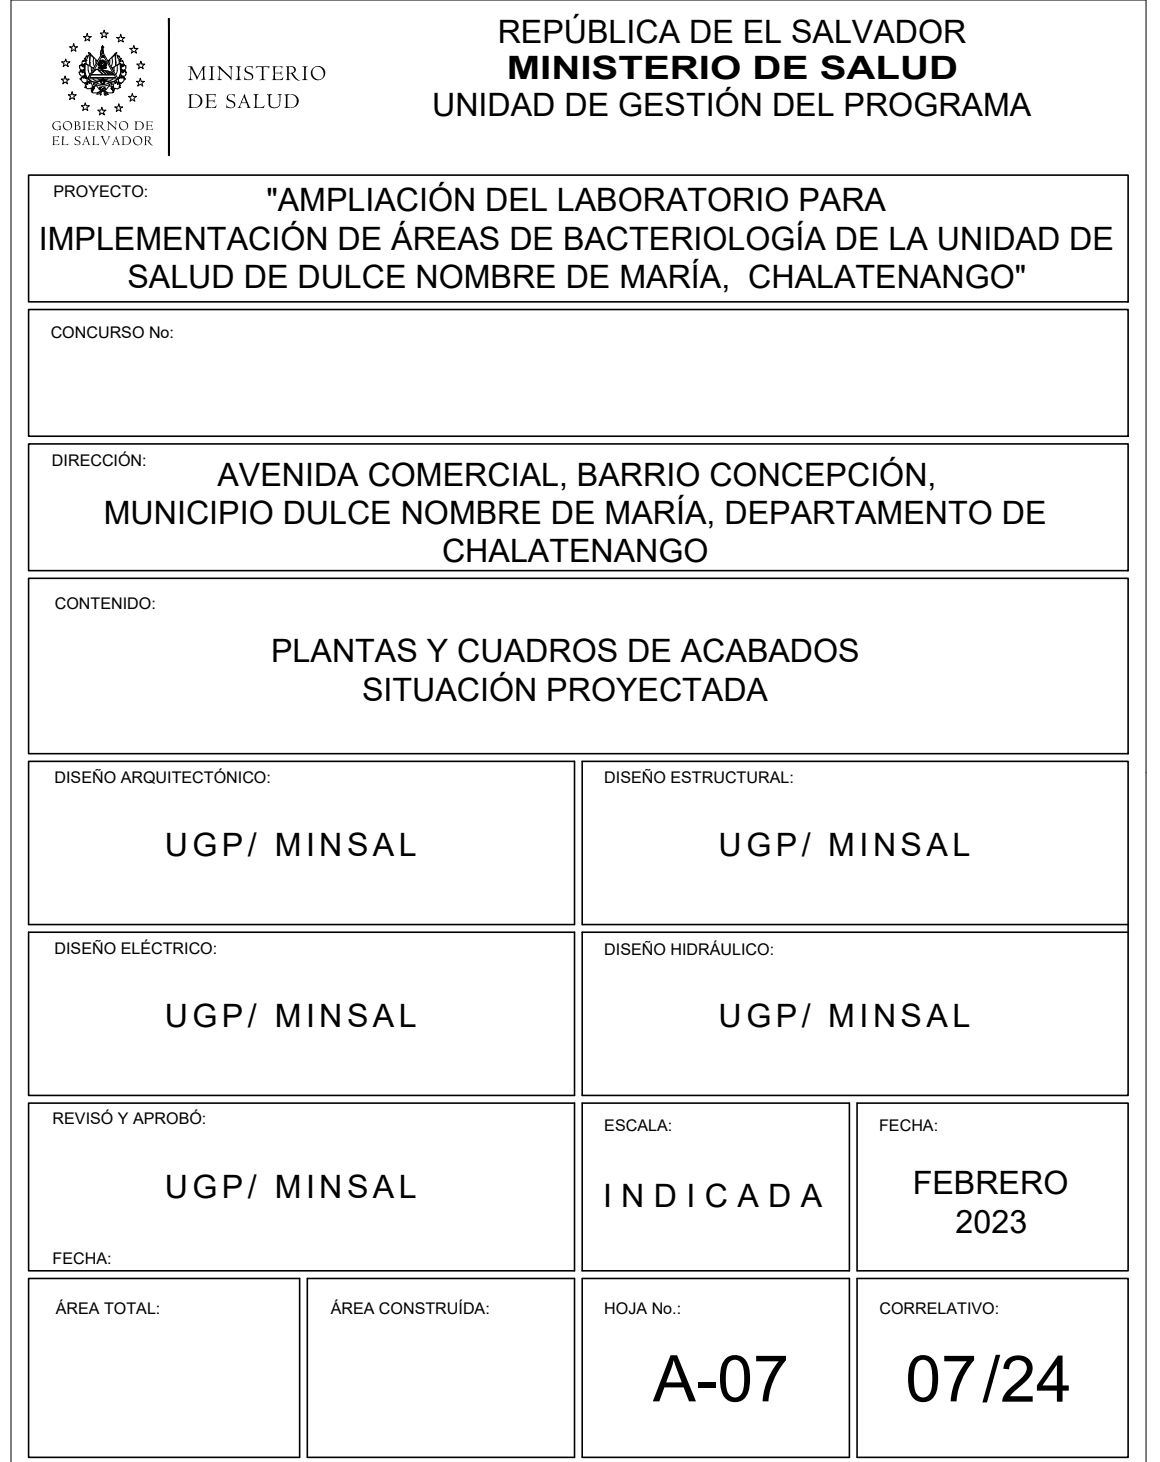 GOBIERNO DE
EL SALVADOR
MINISTERIO
DE SALUD
REPÚBLICA DE EL SALVADOR
MINISTERIO DE SALUD
UNIDAD DE GESTIÓN DEL PROGRAMA
PROYECTO:
"AMPLIACIÓN DEL LABORATORIO PARA
IMPLEMENTACIÓN DE ÁREAS DE BACTERIOLOGÍA DE LA UNIDAD DE
SALUD DE DULCE NOMBRE DE MARÍA, CHALATENANGO"
CONCURSO No:
DIRECCIÓN:
AVENIDA COMERCIAL, BARRIO CONCEPCIÓN,
MUNICIPIO DULCE NOMBRE DE MARÍA, DEPARTAMENTO DE
CHALATENANGO
CONTENIDO:
PLANTAS Y CUADROS DE ACABADOS
SITUACIÓN PROYECTADA
DISEÑO ARQUITECTÓNICO:
UGP/ MINSAL
DISEÑO ESTRUCTURAL:
UGP/ MINSAL
DISEÑO ELÉCTRICO:
UGP/ MINSAL
DISEÑO HIDRÁULICO:
UGP/ MINSAL
REVISÓ Y APROBÓ:
UGP/ MINSAL
FECHA:
ESCALA:
INDICADA
FECHA:
FEBRERO
2023
ÁREA TOTAL:
ÁREA CONSTRUÍDA:
HOJA No.:
A-07
CORRELATIVO:
07/24